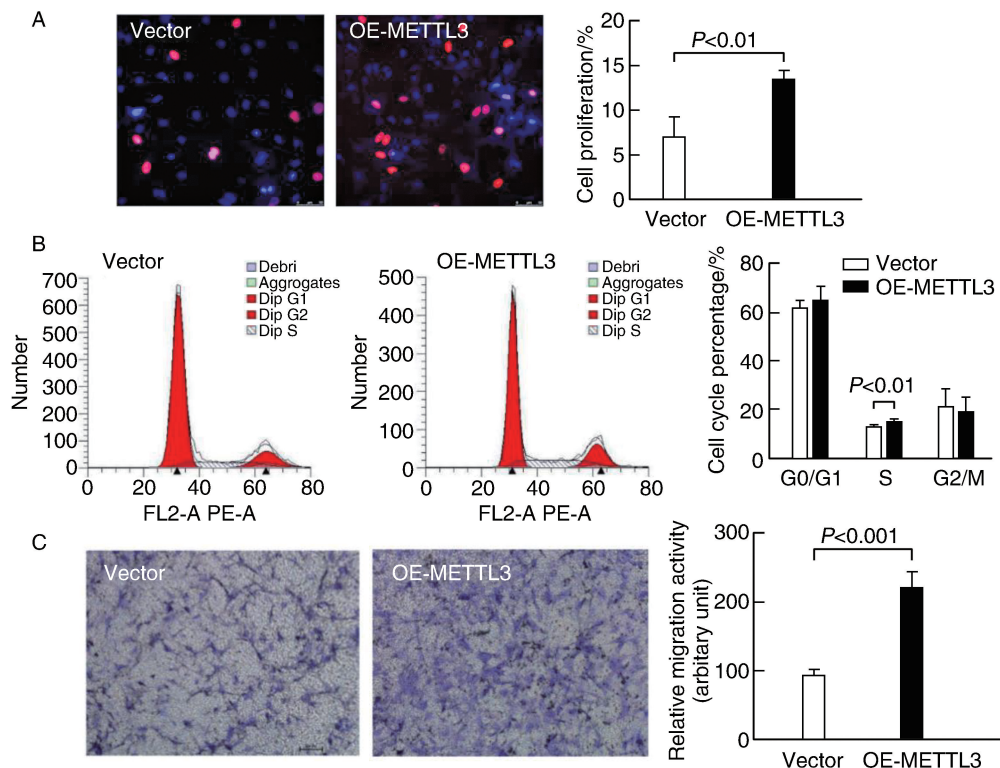 A
Vector
OE-METTL3
Cell proliferation/%
20
15
10
5
0
P<0.01
Vector
OE-METTL3
B
Vector
Number
700
600
500
400
300
200
100
0
Debri
Aggregates
Dip G1
Dip G2
Dip S
0 20 40 60 80
FL2-A PE-A
OE-METTL3
Number
500
400
300
200
100
0
Debri
Aggregates
Dip G1
Dip G2
Dip S
0 20 40 60 80
FL2-A PE-A
Cell cycle percentage/%
80
60
40
20
0
Vector
OE-METTL3
P<0.01
G0/G1 S G2/M
C
Vector
OE-METTL3
Relative migration activity
(arbitary unit)
300
200
100
0
P<0.001
Vector
OE-METTL3